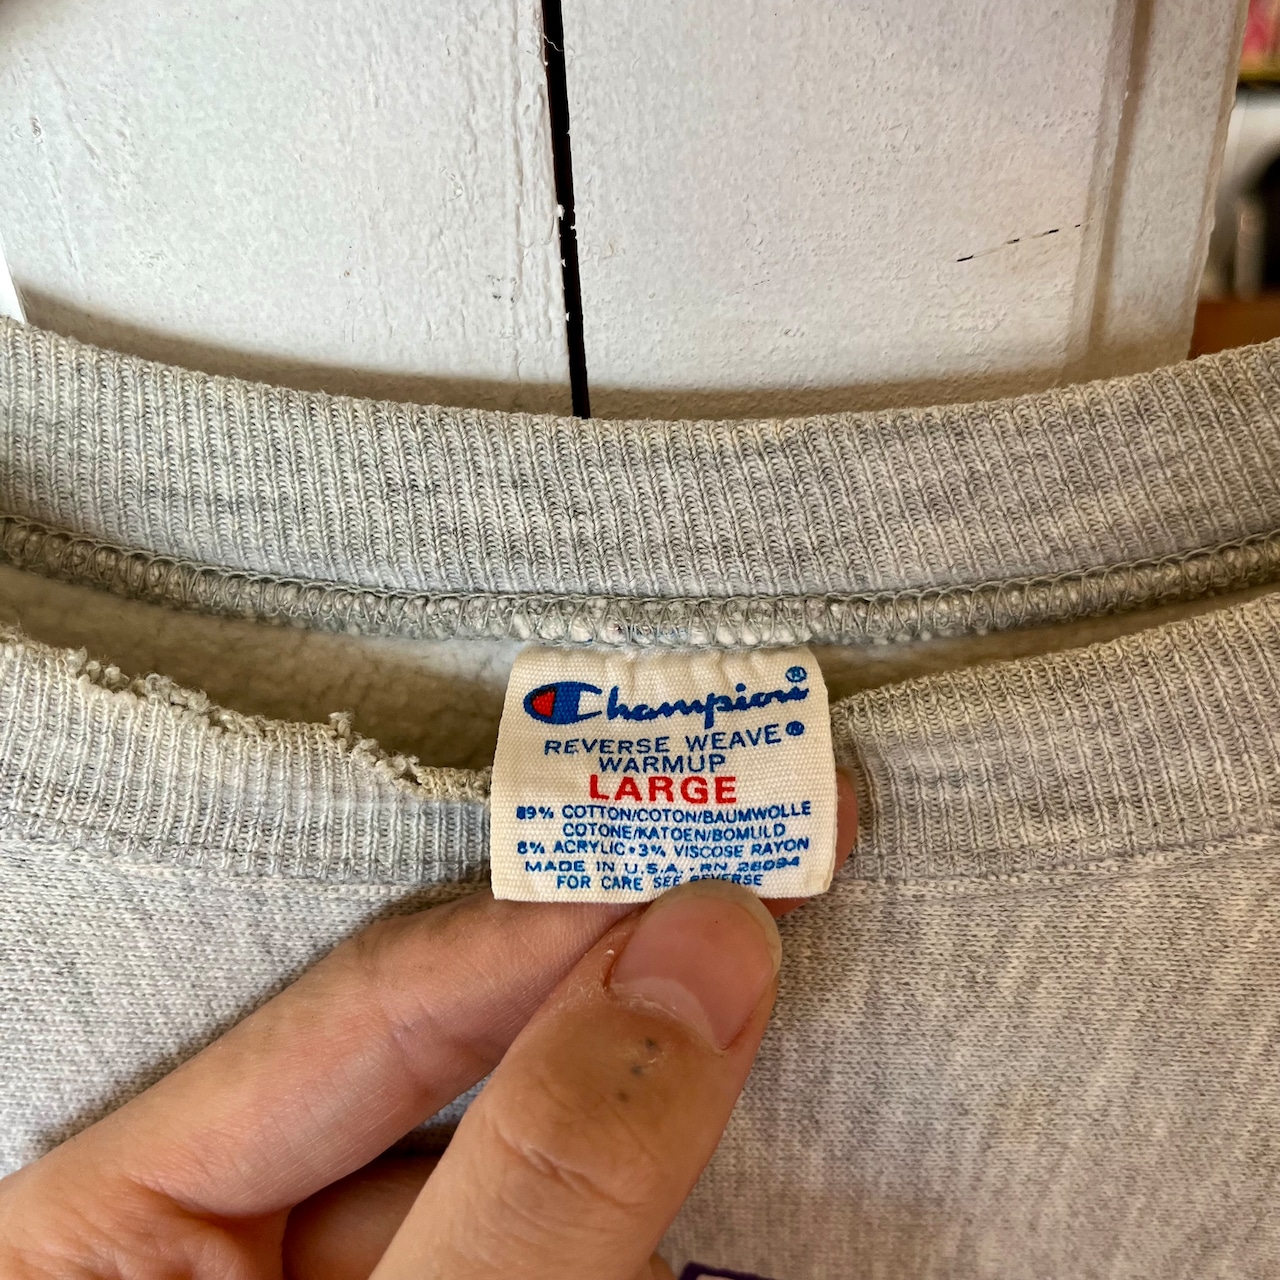 Champion®
REVERSE WEAVE®
WARMUP
LARGE
89% COTTON/COTON/BAUMWOLLE
COTONE/KATOEN/BOMULD
8% ACRYLIC•3% VISCOSE RAYON
MADE IN U.S.A. • RN 26094
FOR CARE SEE REVERSE